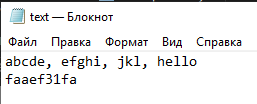 text — Блокнот
Файл Правка Формат Вид Справка
abcde, efghi, jkl, hello
faaef31fa